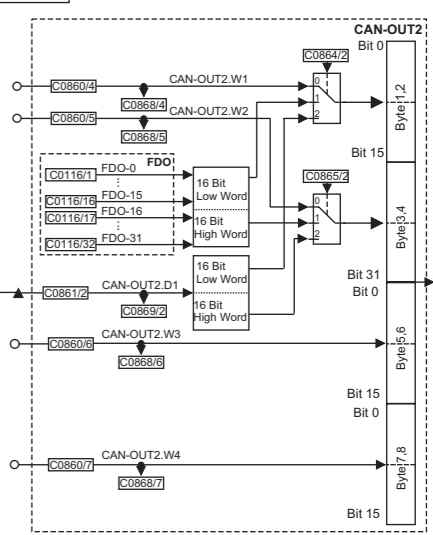 CAN-OUT2
Bit 0
C0864/2
C0860/4
CAN-OUT2.W1
0
1
2
C0868/4
Byte 1,2
C0860/5
CAN-OUT2.W2
C0868/5
Bit 15
FDO
C0116/1
FDO-0
C0116/16
FDO-15
C0116/17
FDO-16
C0116/32
FDO-31
16 Bit
Low Word
16 Bit
High Word
C0865/2
0
1
2
Byte 3,4
16 Bit
Low Word
16 Bit
High Word
Bit 31
C0861/2
CAN-OUT2.D1
C0869/2
Bit 0
C0860/6
CAN-OUT2.W3
C0868/6
Byte 5,6
Bit 15
Bit 0
C0860/7
CAN-OUT2.W4
C0868/7
Byte 7,8
Bit 15